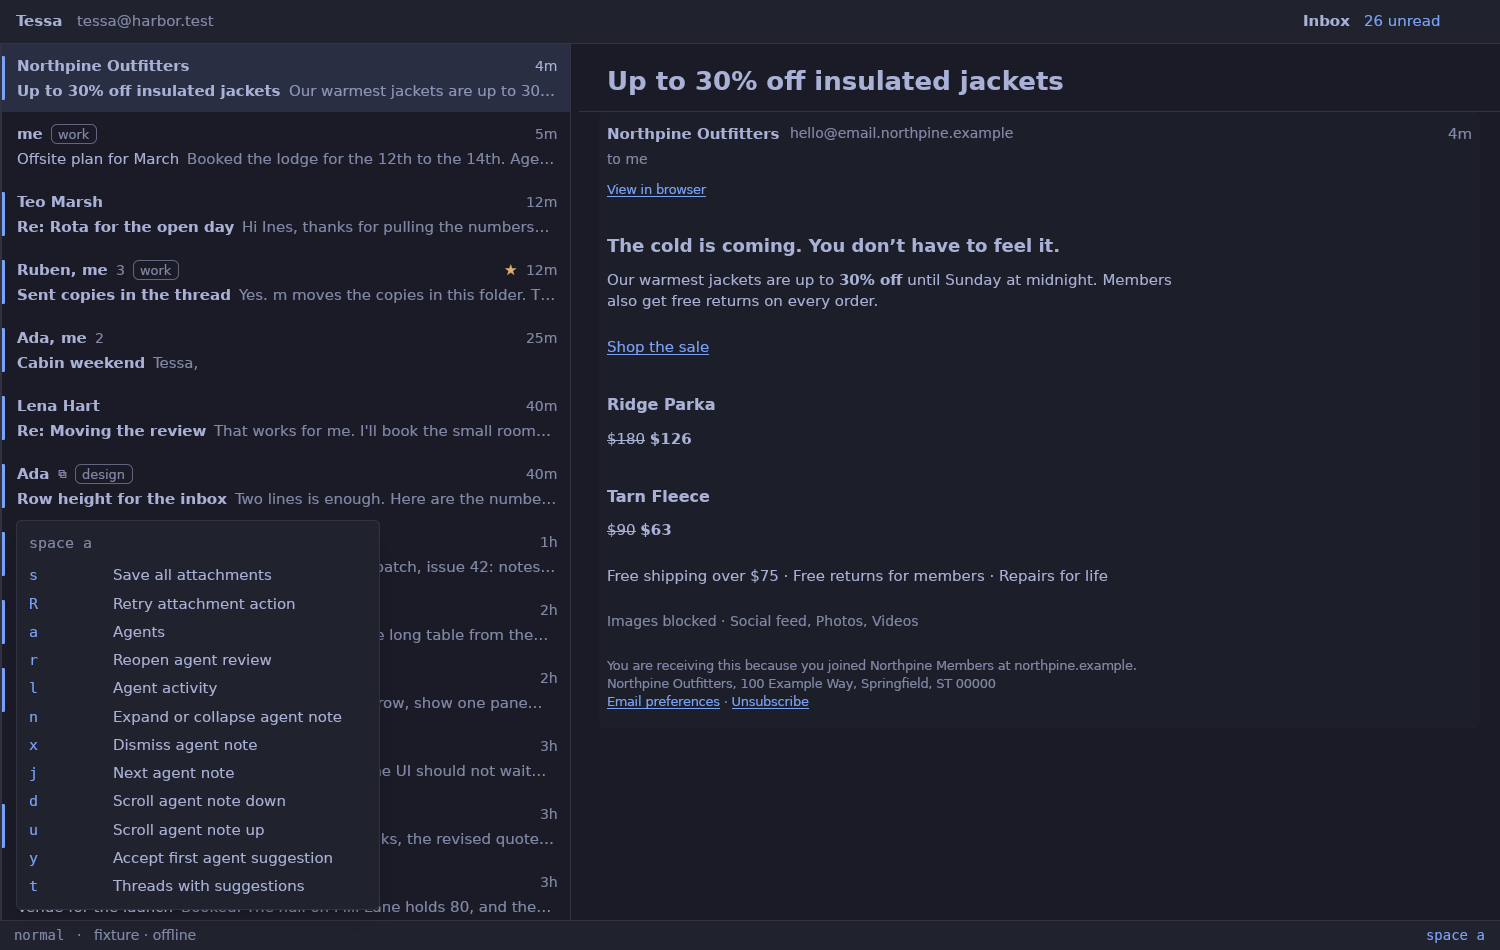 Tessa tessa@harbor.test
Inbox 26 unread
Northpine Outfitters 4m
Up to 30% off insulated jackets Our warmest jackets are up to 30…
me work 5m
Offsite plan for March Booked the lodge for the 12th to the 14th. Age…
Teo Marsh 12m
Re: Rota for the open day Hi Ines, thanks for pulling the numbers…
Ruben, me 3 work ★ 12m
Sent copies in the thread Yes. m moves the copies in this folder. T…
Ada, me 2 25m
Cabin weekend Tessa,
Lena Hart 40m
Re: Moving the review That works for me. I'll book the small room…
Ada design 40m
Row height for the inbox Two lines is enough. Here are the numbe…
1h
patch, issue 42: notes…
2h
long table from the…
2h
row, show one pane…
3h
UI should not wait…
3h
the revised quote…
3h
holds 80, and the…
space a
s Save all attachments
R Retry attachment action
a Agents
r Reopen agent review
l Agent activity
n Expand or collapse agent note
x Dismiss agent note
j Next agent note
d Scroll agent note down
u Scroll agent note up
y Accept first agent suggestion
t Threads with suggestions
Up to 30% off insulated jackets
Northpine Outfitters hello@email.northpine.example 4m
to me
View in browser
The cold is coming. You don’t have to feel it.
Our warmest jackets are up to 30% off until Sunday at midnight. Members
also get free returns on every order.
Shop the sale
Ridge Parka
$180 $126
Tarn Fleece
$90 $63
Free shipping over $75 · Free returns for members · Repairs for life
Images blocked · Social feed, Photos, Videos
You are receiving this because you joined Northpine Members at northpine.example.
Northpine Outfitters, 100 Example Way, Springfield, ST 00000
Email preferences · Unsubscribe
normal · fixture · offline
space a